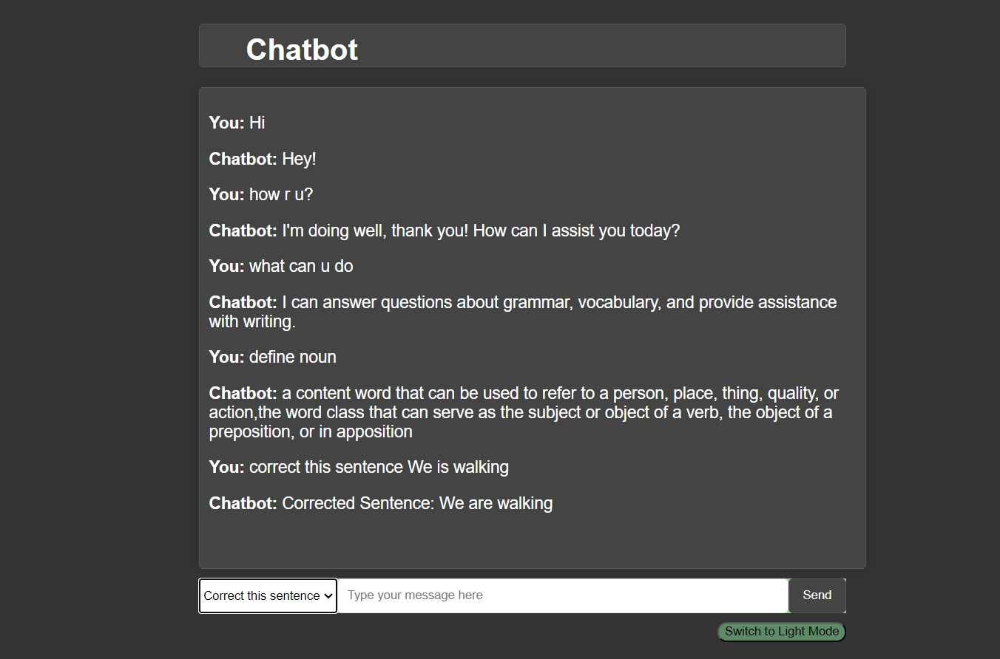 Chatbot
You: Hi
Chatbot: Hey!
You: how r u?
Chatbot: I'm doing well, thank you! How can I assist you today?
You: what can u do
Chatbot: I can answer questions about grammar, vocabulary, and provide assistance
with writing.
You: define noun
Chatbot: a content word that can be used to refer to a person, place, thing, quality, or
action,the word class that can serve as the subject or object of a verb, the object of a
preposition, or in apposition
You: correct this sentence We is walking
Chatbot: Corrected Sentence: We are walking
Correct this sentence Type your message here Send
Switch to Light Mode